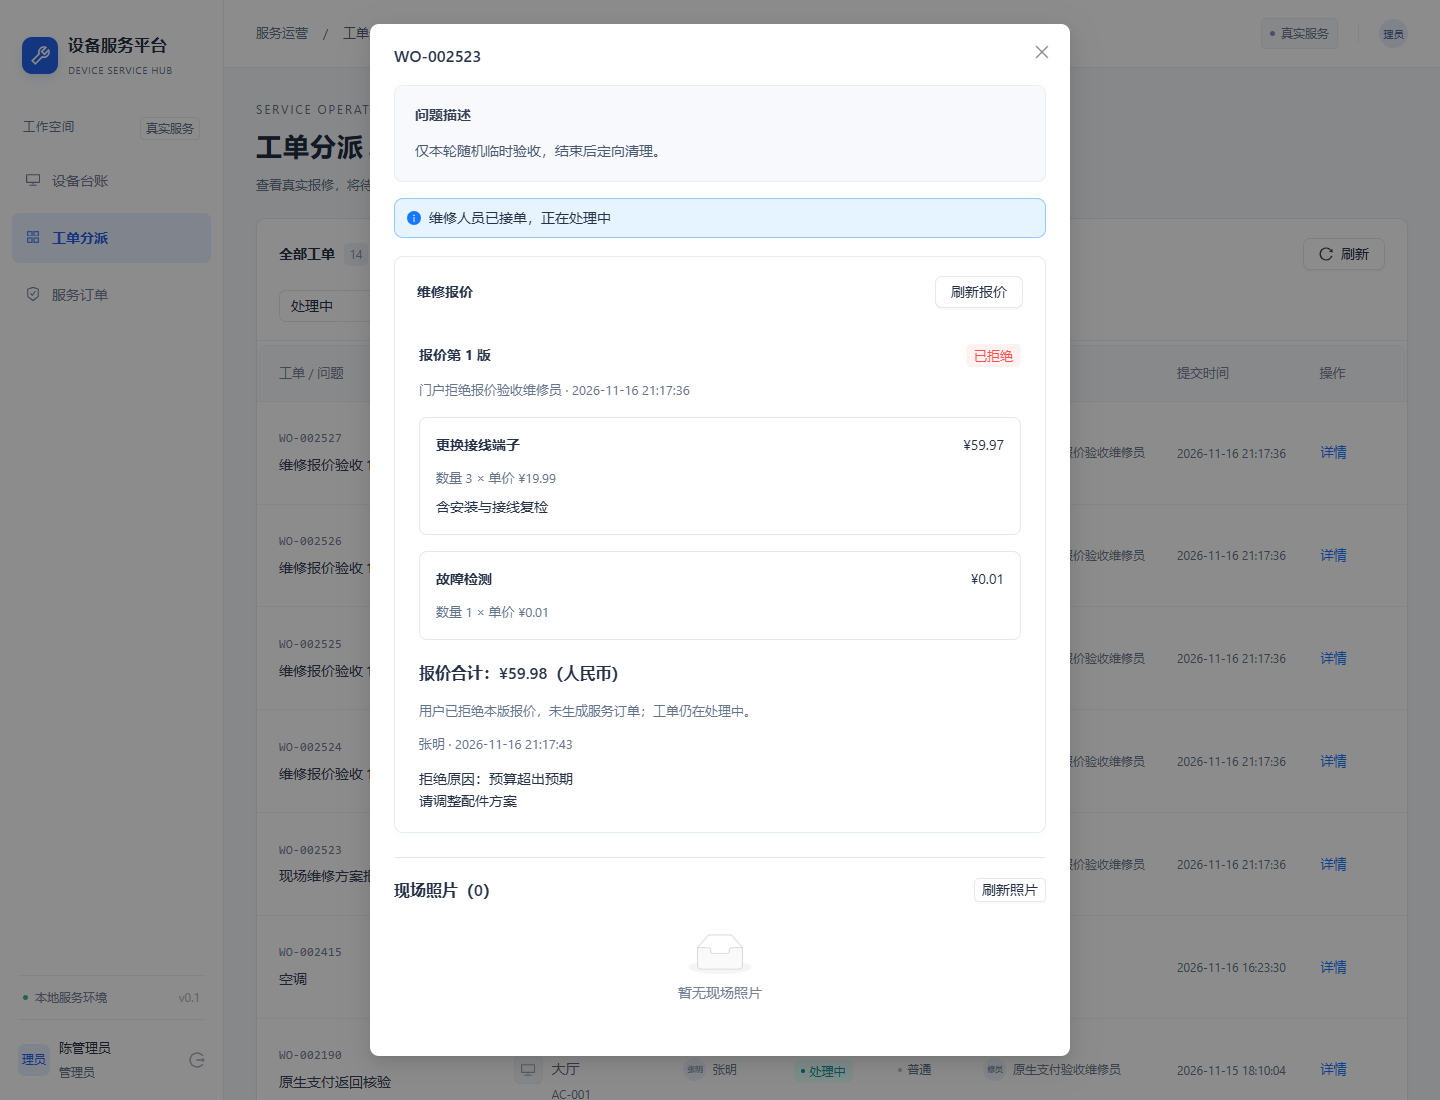 设备服务平台
DEVICE SERVICE HUB
工作空间
真实服务
设备台账
工单分派
服务订单
本地服务环境
v0.1
理员
陈管理员
管理员
服务运营 / 工单
真实服务
理员
SERVICE OPERAT
工单分派
查看真实报修，将待
全部工单 14
刷新
处理中
工单 / 问题
提交时间
操作
WO-002527
维修报价验收 1
价验收维修员
2026-11-16 21:17:36
详情
WO-002526
维修报价验收 1
价验收维修员
2026-11-16 21:17:36
详情
WO-002525
维修报价验收 1
价验收维修员
2026-11-16 21:17:36
详情
WO-002524
维修报价验收 1
价验收维修员
2026-11-16 21:17:36
详情
WO-002523
现场维修方案报
价验收维修员
2026-11-16 21:17:36
详情
WO-002415
空调
2026-11-16 16:23:30
详情
WO-002190
原生支付返回核验
大厅
AC-001
张明
张明
处理中
普通
修员
原生支付验收维修员
2026-11-15 18:10:04
详情
WO-002523
问题描述
仅本轮随机临时验收，结束后定向清理。
维修人员已接单，正在处理中
维修报价
刷新报价
报价第 1 版
已拒绝
门户拒绝报价验收维修员 · 2026-11-16 21:17:36
更换接线端子
¥59.97
数量 3 × 单价 ¥19.99
含安装与接线复检
故障检测
¥0.01
数量 1 × 单价 ¥0.01
报价合计：¥59.98（人民币）
用户已拒绝本版报价，未生成服务订单；工单仍在处理中。
张明 · 2026-11-16 21:17:43
拒绝原因：预算超出预期
请调整配件方案
现场照片（0）
刷新照片
暂无现场照片